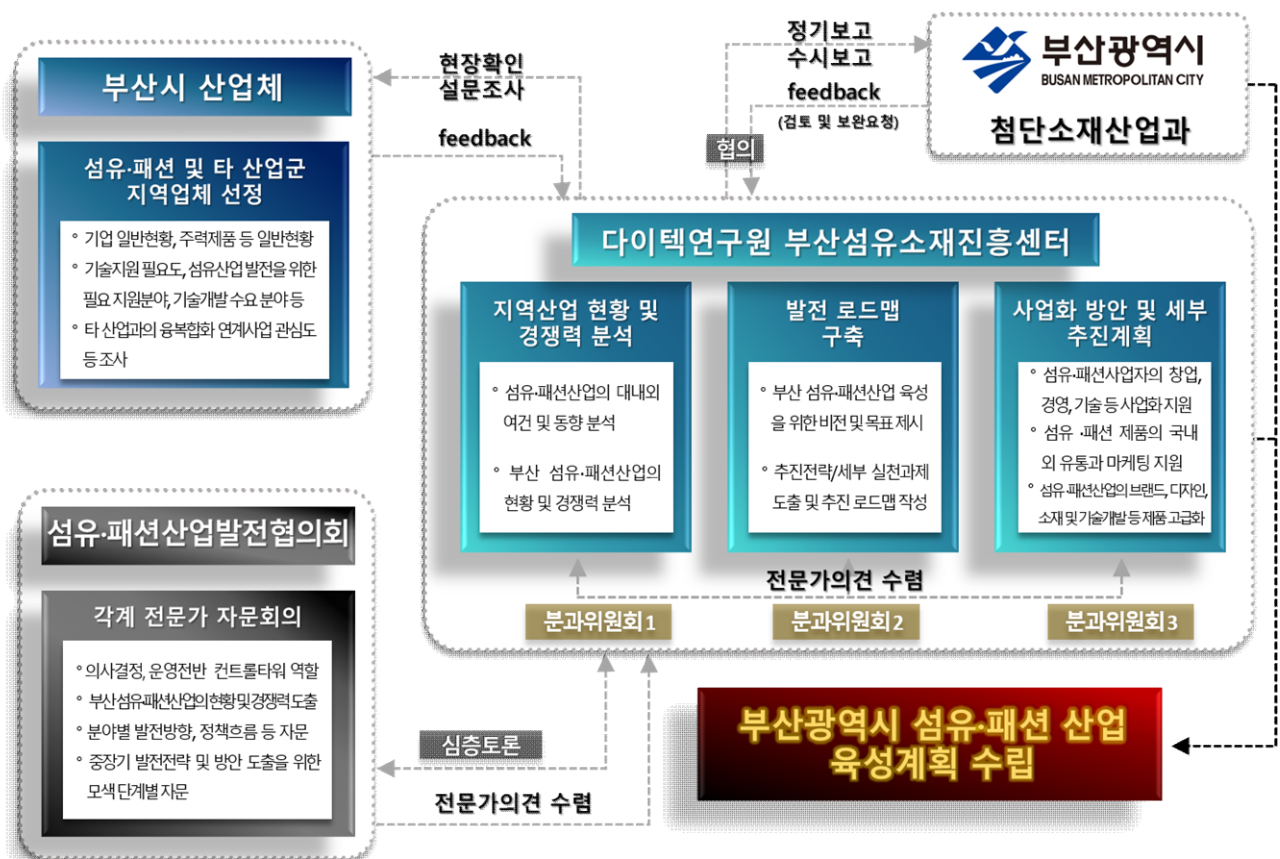 부산시 산업체
섬유·패션 및 타 산업군
지역업체 선정
° 기업 일반현황, 주력제품 등 일반현황
° 기술지원 필요도, 섬유산업 발전을 위한
필요 지원분야, 기술개발 수요 분야 등
° 타 산업과의 융복합화 연계사업 관심도
등 조사
현장확인
설문조사
feedback
정기보고
수시보고
feedback
(검토 및 보완요청)
협의
부산광역시
BUSAN METROPOLITAN CITY
첨단소재산업과
다이텍연구원 부산섬유소재진흥센터
지역산업 현황 및
경쟁력 분석
° 섬유·패션산업의 대내외
여건 및 동향 분석
° 부산 섬유·패션산업의
현황 및 경쟁력 분석
발전 로드맵
구축
° 부산 섬유·패션산업 육성
을 위한 비전 및 목표 제시
° 추진전략/세부 실천과제
도출 및 추진 로드맵 작성
사업화 방안 및 세부
추진계획
° 섬유·패션사업자의 창업,
경영, 기술 등 사업화 지원
° 섬유 ·패션 제품의 국내
외 유통과 마케팅 지원
° 섬유·패션산업의 브랜드, 디자인,
소재 및 기술개발 등 제품 고급화
전문가의견 수렴
분과위원회 1
분과위원회 2
분과위원회 3
섬유·패션산업발전협의회
각계 전문가 자문회의
° 의사결정, 운영전반 컨트롤타워 역할
° 부산섬유·패션산업의 현황 및 경쟁력 도출
° 분야별 발전방향, 정책흐름 등 자문
° 중장기 발전전략 및 방안 도출을 위한
모색 단계별 자문
심층토론
전문가의견 수렴
부산광역시 섬유·패션 산업
육성계획 수립